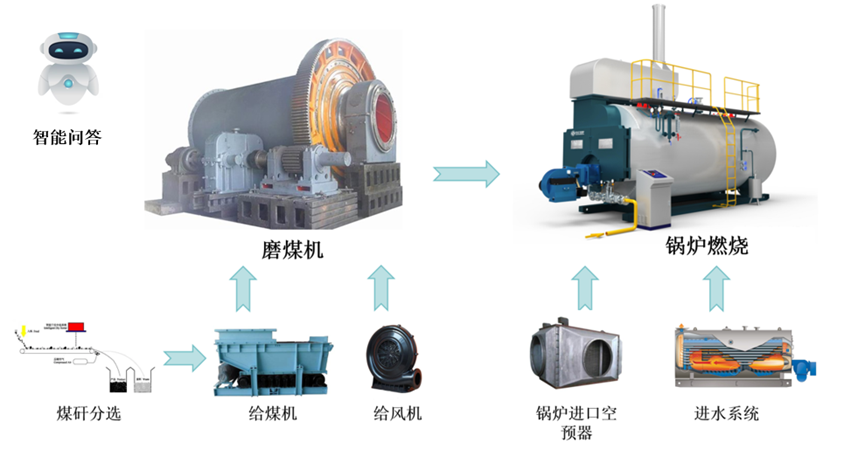 智能问答
磨煤机
锅炉燃烧
煤矸分选
给煤机
给风机
锅炉进口空
预器
进水系统